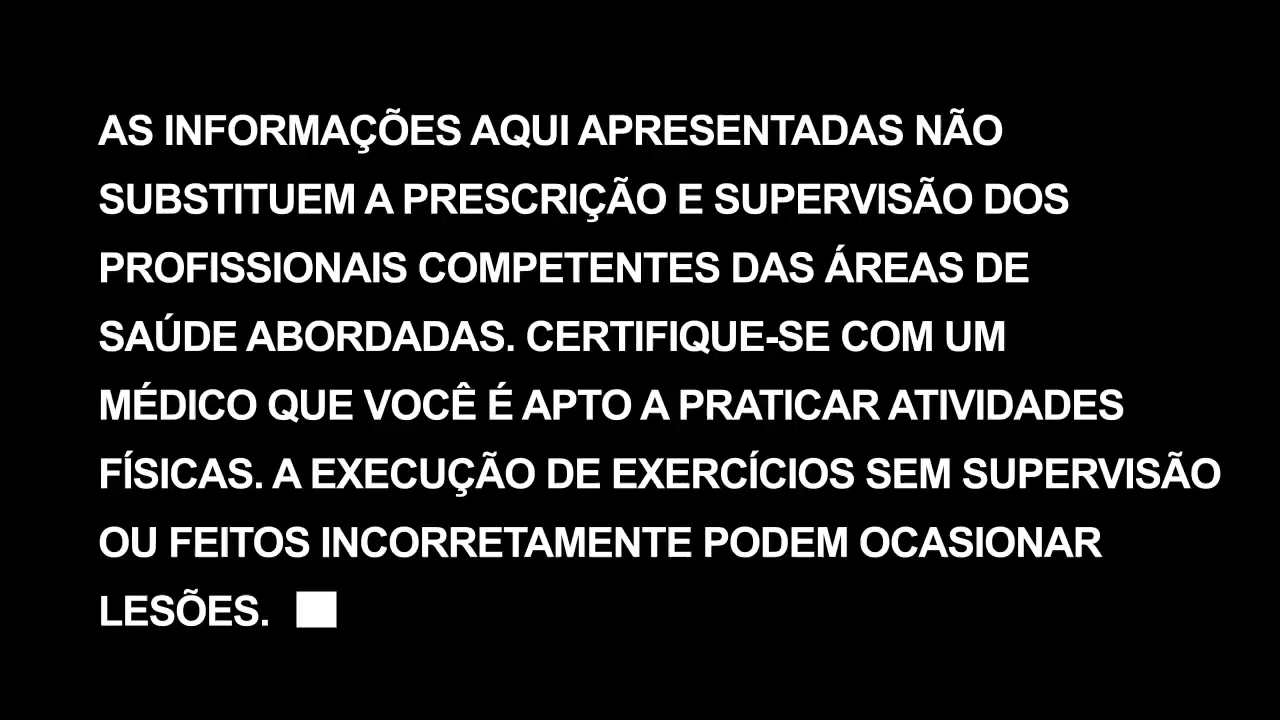 AS INFORMAÇÕES AQUI APRESENTADAS NÃO
SUBSTITUEM A PRESCRIÇÃO E SUPERVISÃO DOS
PROFISSIONAIS COMPETENTES DAS ÁREAS DE
SAÚDE ABORDADAS. CERTIFIQUE-SE COM UM
MÉDICO QUE VOCÊ É APTO A PRATICAR ATIVIDADES
FÍSICAS. A EXECUÇÃO DE EXERCÍCIOS SEM SUPERVISÃO
OU FEITOS INCORRETAMENTE PODEM OCASIONAR
LESÕES.